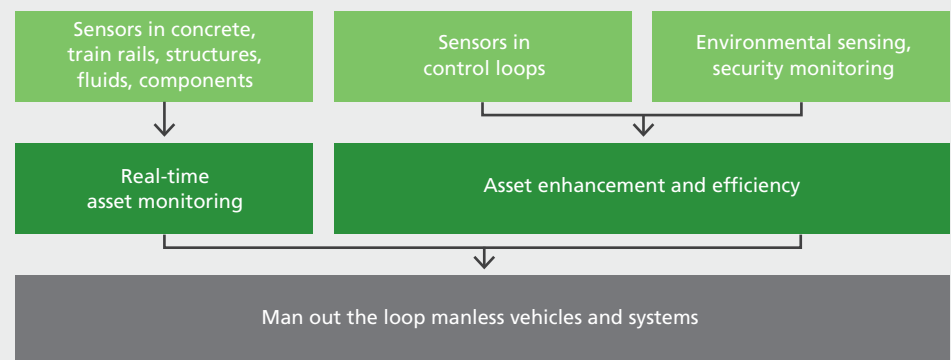 Sensors in concrete,
train rails, structures,
fluids, components
Sensors in
control loops
Environmental sensing,
security monitoring
Real-time
asset monitoring
Asset enhancement and efficiency
Man out the loop manless vehicles and systems